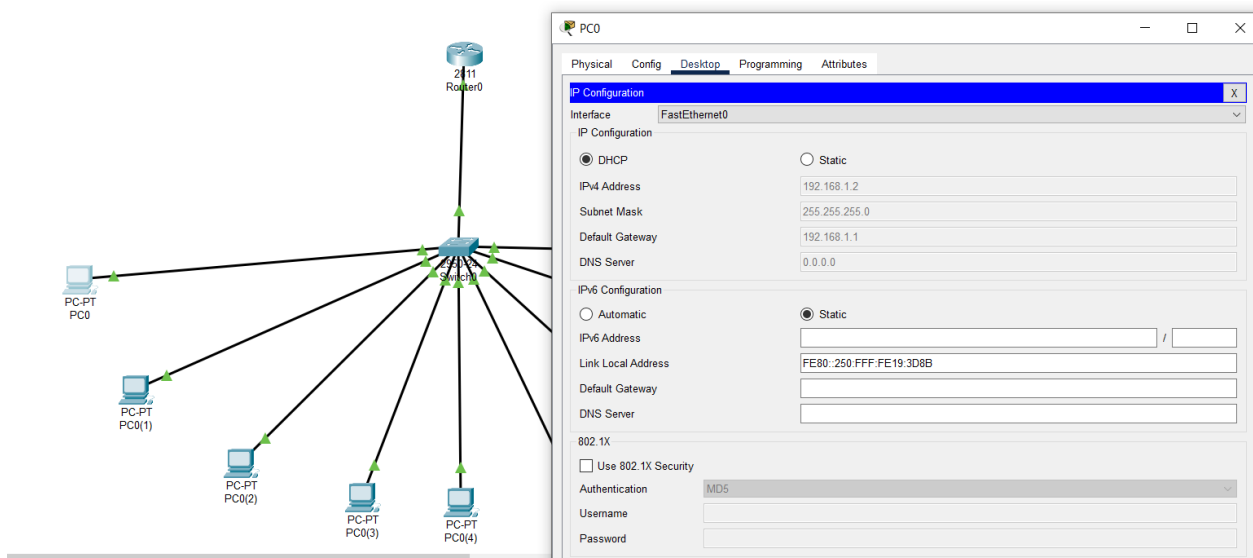 2811
Router0
2950-24
Switch0
PC-PT
PC0
PC-PT
PC0(1)
PC-PT
PC0(2)
PC-PT
PC0(3)
PC-PT
PC0(4)
PC0
Physical Config Desktop Programming Attributes
IP Configuration X
Interface FastEthernet0
IP Configuration
DHCP Static
IPv4 Address 192.168.1.2
Subnet Mask 255.255.255.0
Default Gateway 192.168.1.1
DNS Server 0.0.0.0
IPv6 Configuration
Automatic Static
IPv6 Address /
Link Local Address FE80::250:FFF:FE19:3D8B
Default Gateway
DNS Server
802.1X
Use 802.1X Security
Authentication MD5
Username
Password